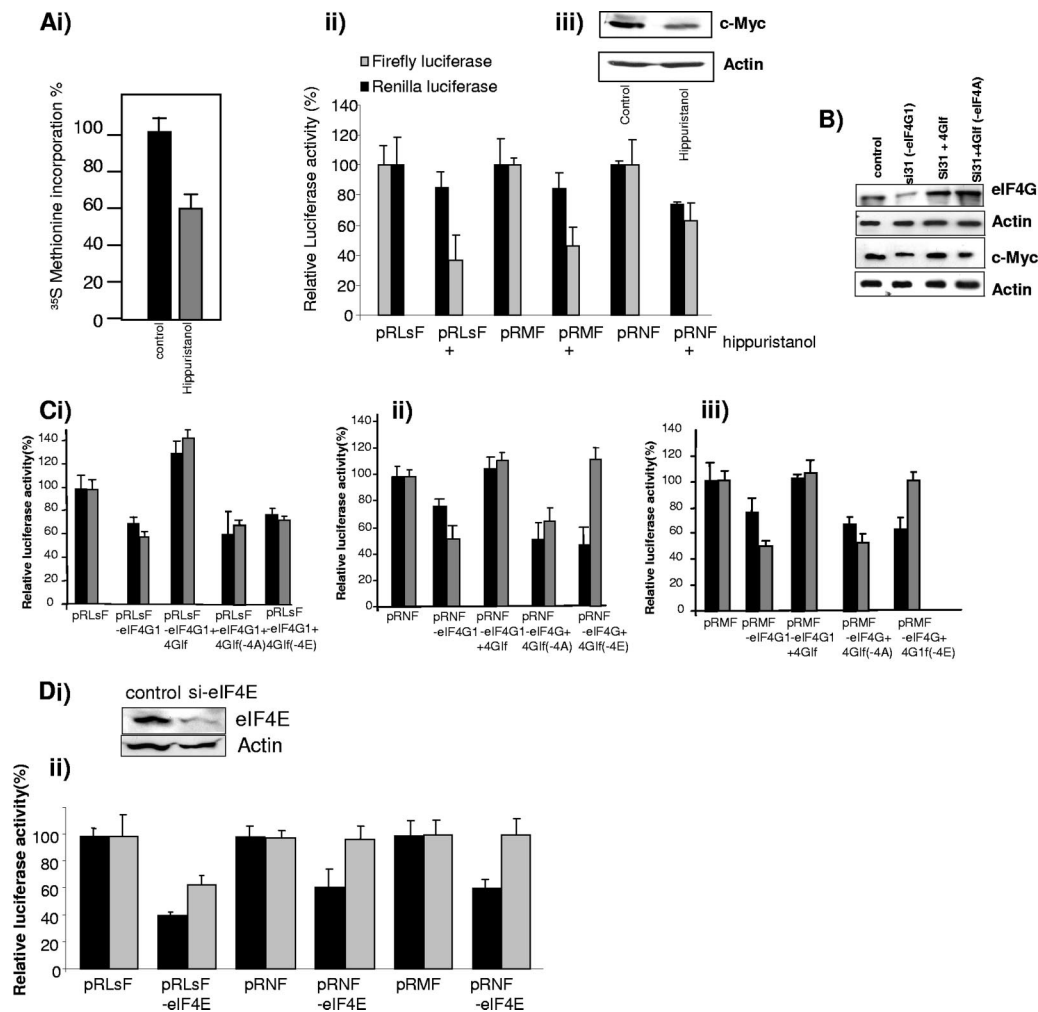 Ai)
35S Methionine incorporation %
100
80
60
40
20
0
control
Hippuristanol
ii)
Firefly luciferase
Renilla luciferase
Relative Luciferase activity (%)
140
120
100
80
60
40
20
0
pRLsF
pRLsF
+
pRMF
pRMF
+
pRNF
pRNF
+
hippuristanol
iii)
c-Myc
Actin
Control
Hippuristanol
B)
control
si31 (-eIF4G1)
Si31 + 4GIf
Si31+4GIf (-eIF4A)
eIF4G
Actin
c-Myc
Actin
Ci)
Relative luciferase activity(%)
140
120
100
80
60
40
20
0
pRLsF
pRLsF
-eIF4G1
pRLsF
-eIF4G1+
4GIf
pRLsF
-eIF4G1+
4GIf(-4A)
pRLsF
-eIF4G1+
4GIf(-4E)
ii)
Relative luciferase activity(%)
140
120
100
80
60
40
20
0
pRNF
pRNF
-eIF4G1
pRNF
-eIF4G1
+4GIf
pRNF
-eIF4G+
4GIf(-4A)
pRNF
-eIF4G+
4GIf(-4E)
iii)
Relative luciferase activity(%)
140
120
100
80
60
40
20
0
pRMF
pRMF
-eIF4G1
pRMF
-eIF4G1
+4GIf
pRMF
-eIF4G+
4GIf(-4A)
pRMF
-eIF4G+
4G1f(-4E)
Di)
control si-eIF4E
eIF4E
Actin
ii)
Relative luciferase activity(%)
100
80
60
40
20
0
pRLsF
pRLsF
-eIF4E
pRNF
pRNF
-eIF4E
pRMF
pRNF
-eIF4E